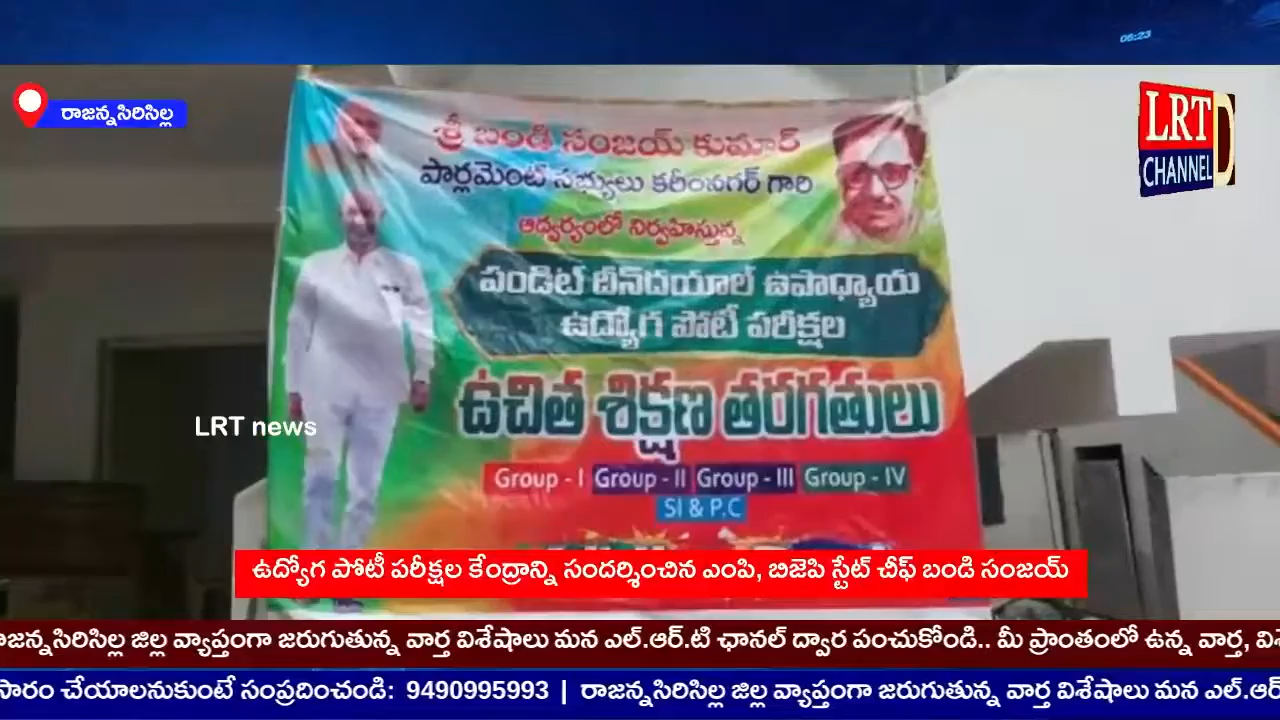 06:23
రాజన్నసిరిసిల్ల
LRT
CHANNEL
D
శ్రీ బండి సంజయ్ కుమార్
పార్లమెంట్ సభ్యులు కరీంనగర్ గారి
ఆధ్వర్యంలో నిర్వహిస్తున్న
పండిట్ దీన్‌దయాల్ ఉపాధ్యాయ
ఉద్యోగ పోటీ పరీక్షల
ఉచిత శిక్షణ తరగతులు
LRT news
Group - I Group - II Group - III Group - IV
SI & P.C
ఉద్యోగ పోటీ పరీక్షల కేంద్రాన్ని సందర్శించిన ఎంపి, బిజెపి స్టేట్ చీఫ్ బండి సంజయ్
రాజన్నసిరిసిల్ల జిల్ల వ్యాప్తంగా జరుగుతున్న వార్త విశేషాలు మన ఎల్.ఆర్.టి ఛానల్ ద్వార పంచుకోండి.. మీ ప్రాంతంలో ఉన్న వార్త,
చేయాలనుకుంటే సంప్రదించండి: 9490995993 | రాజన్నసిరిసిల్ల జిల్ల వ్యాప్తంగా జరుగుతున్న వార్త విశేషాలు మన ఎల్.ఆర్